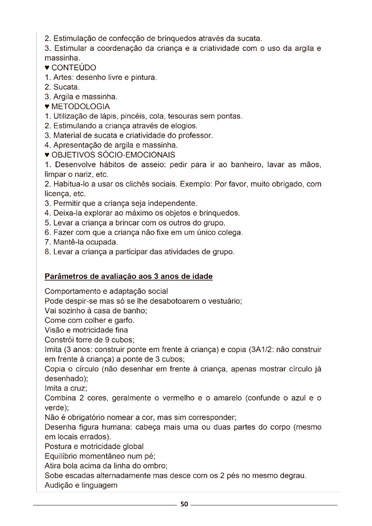 2. Estimulação de confecção de brinquedos através da sucata.
3. Estimular a coordenação da criança e a criatividade com o uso da argila e
massinha.
♥ CONTEÚDO
1. Artes: desenho livre e pintura.
2. Sucata.
3. Argila e massinha.
♥ METODOLOGIA
1. Utilização de lápis, pincéis, cola, tesouras sem pontas.
2. Estimulando a criança através de elogios.
3. Material de sucata e criatividade do professor.
4. Apresentação de argila e massinha.
♥ OBJETIVOS SÓCIO-EMOCIONAIS
1. Desenvolve hábitos de asseio: pedir para ir ao banheiro, lavar as mãos,
limpar o nariz, etc.
2. Habitua-lo a usar os clichês sociais. Exemplo: Por favor, muito obrigado, com
licença, etc.
3. Permitir que a criança seja independente.
4. Deixa-la explorar ao máximo os objetos e brinquedos.
5. Levar a criança a brincar com os outros do grupo.
6. Fazer com que a criança não fixe em um único colega.
7. Mantê-la ocupada.
8. Levar a criança a participar das atividades de grupo.
Parâmetros de avaliação aos 3 anos de idade
Comportamento e adaptação social
Pode despir-se mas só se lhe desabotoarem o vestuário;
Vai sozinho à casa de banho;
Come com colher e garfo.
Visão e motricidade fina
Constrói torre de 9 cubos;
Imita (3 anos: construir ponte em frente à criança) e copia (3A1/2: não construir
em frente à criança) a ponte de 3 cubos;
Copia o círculo (não desenhar em frente à criança, apenas mostrar círculo já
desenhado);
Imita a cruz;
Combina 2 cores, geralmente o vermelho e o amarelo (confunde o azul e o
verde);
Não é obrigatório nomear a cor, mas sim corresponder;
Desenha figura humana: cabeça mais uma ou duas partes do corpo (mesmo
em locais errados).
Postura e motricidade global
Equilíbrio momentâneo num pé;
Atira bola acima da linha do ombro;
Sobe escadas alternadamente mas desce com os 2 pés no mesmo degrau.
Audição e linguagem
50